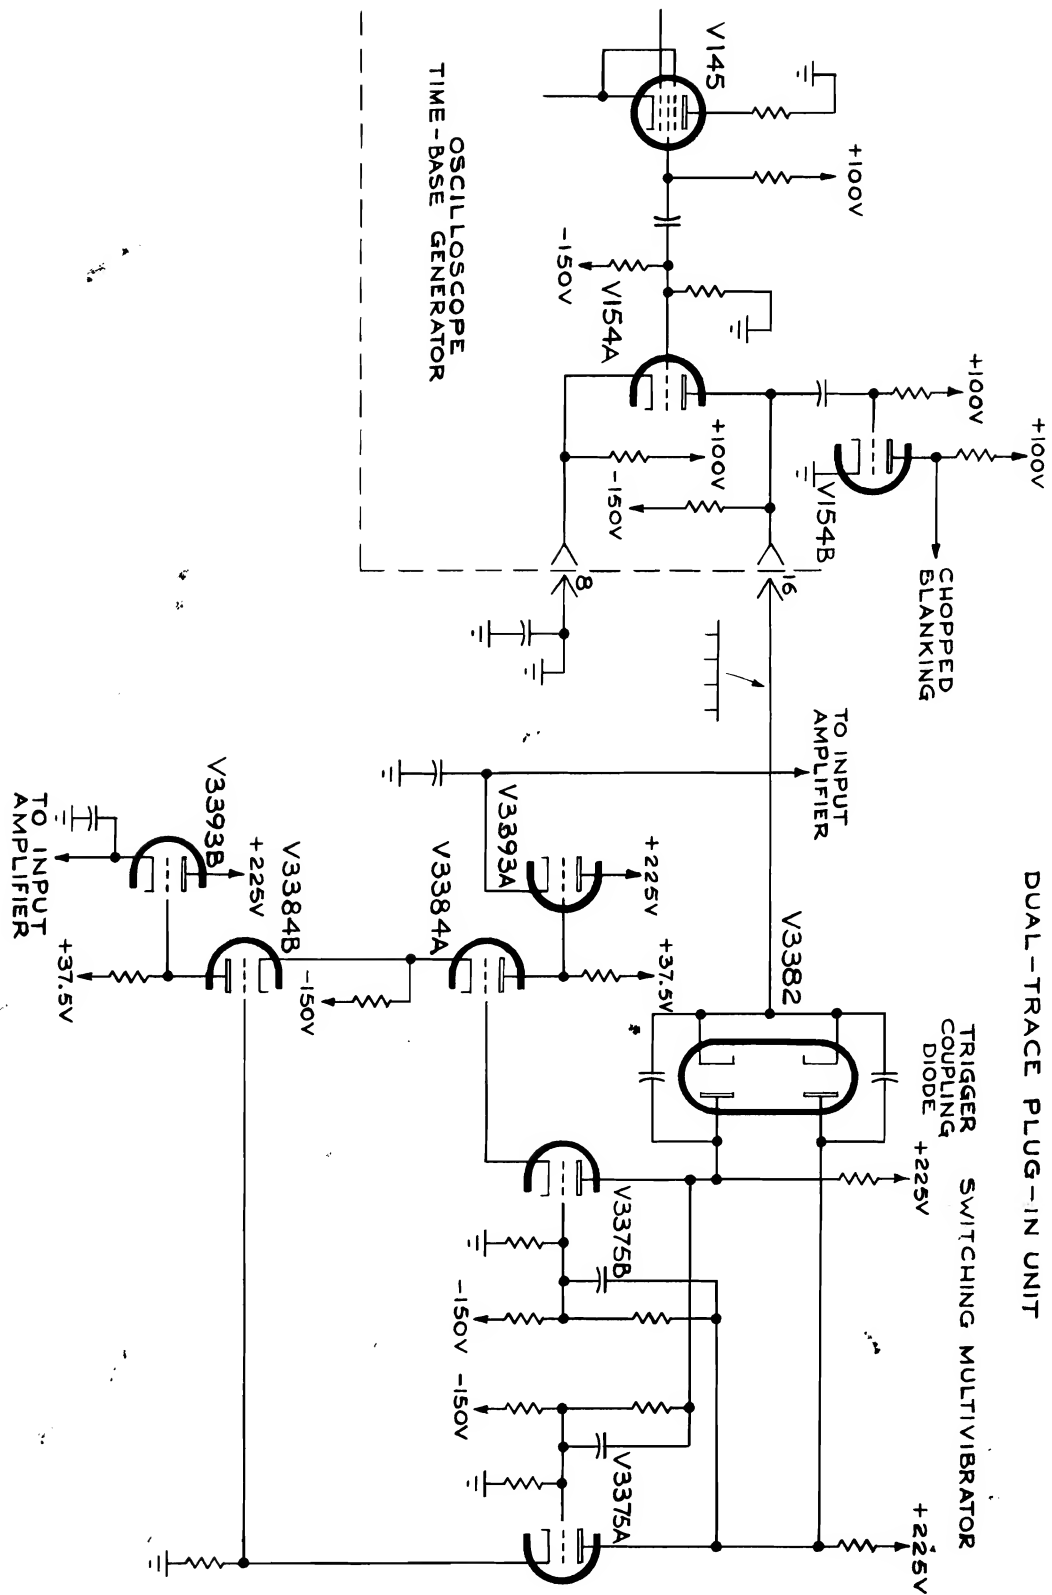 DUAL-TRACE PLUG-IN UNIT
TRIGGER
COUPLING
DIODE
SWITCHING MULTIVIBRATOR
+100V
+100V
CHOPPED
BLANKING
V154B
+100V
V145
V154A
-150V
+100V
-150V
16
8
OSCILLOSCOPE
TIME-BASE GENERATOR
TO INPUT
AMPLIFIER
V3382
+225V
+225V
V3393A
+225V
+37.5V
V3384A
-150V
V3384B
+225V
V3393B
+37.5V
TO INPUT
AMPLIFIER
V3375B
-150V
-150V
V3375A